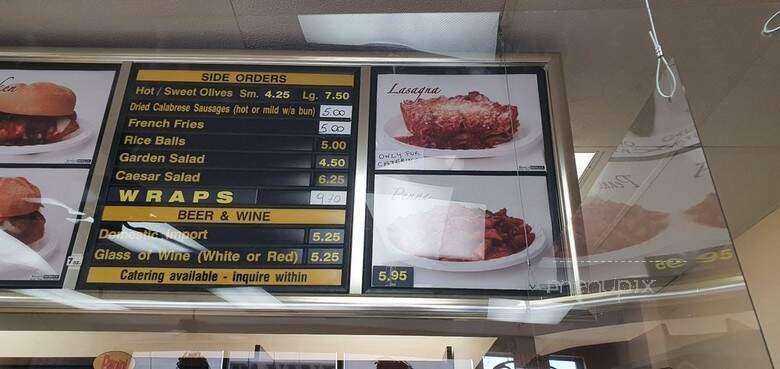 ken
SIDE ORDERS
Hot / Sweet Olives Sm. 4.25 Lg. 7.50
Dried Calabrese Sausages (hot or mild w/a bun) 5.00
French Fries 5.00
Rice Balls 5.00
Garden Salad 4.50
Caesar Salad 6.25
WRAPS 9.70
BEER & WINE
Domestic Import 5.25
Glass of Wine (White or Red) 5.25
Catering available - inquire within
7oz.
Lasagna
ONLY FOR
CATERING
Penne
5.95
menupix